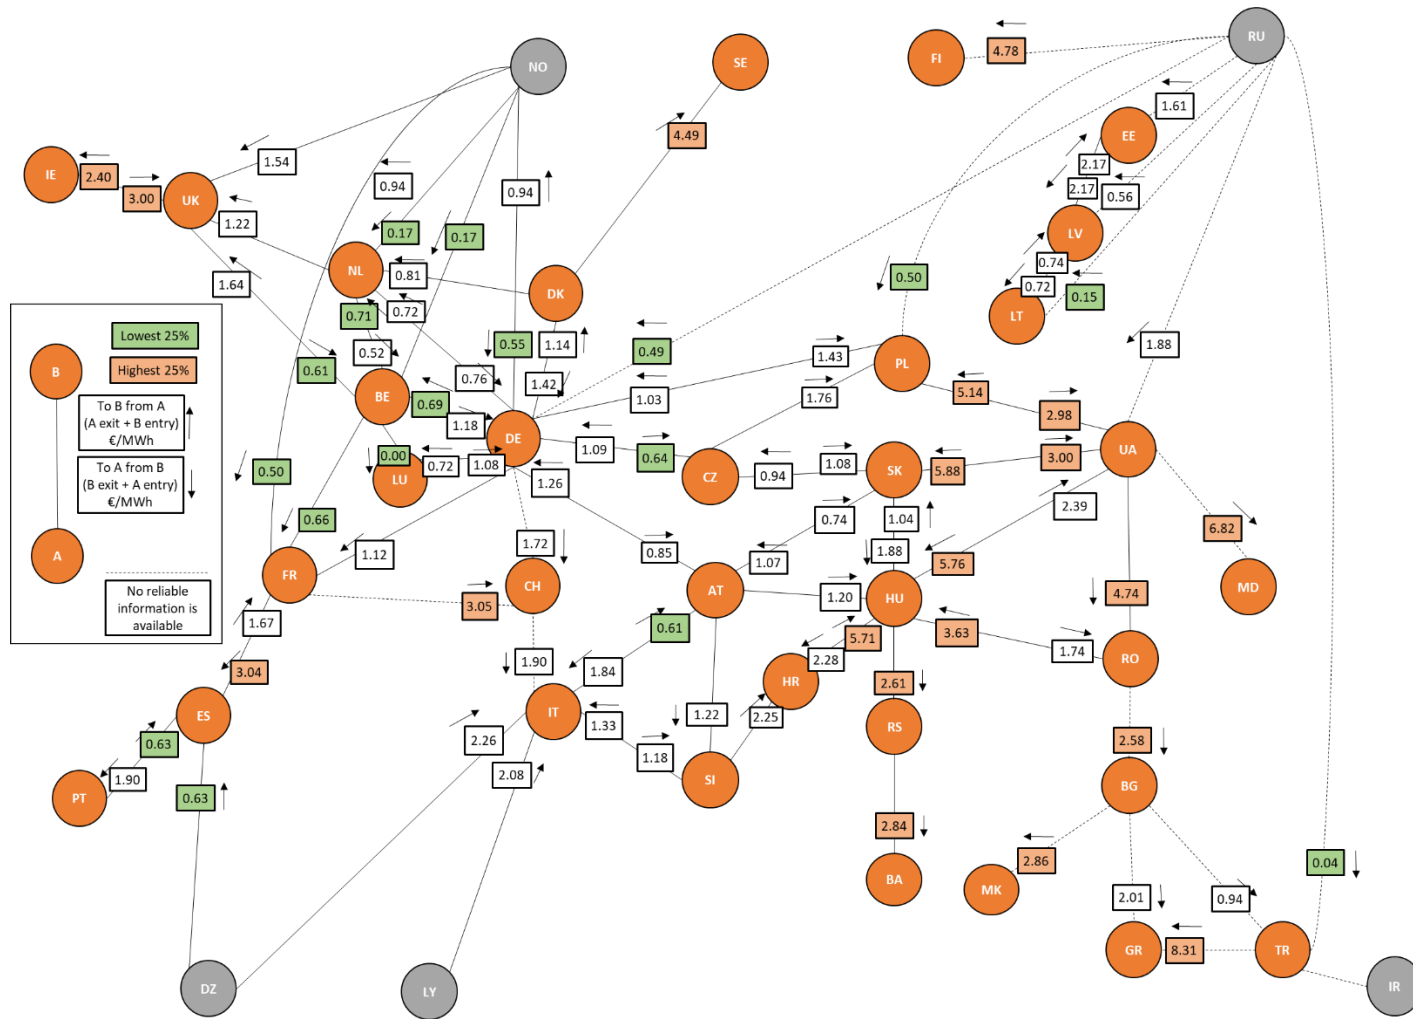 RU
NO
SE
FI
4.78
1.61
EE
4.49
1.54
0.94
0.94
2.17
IE
2.40
3.00
UK
2.17
0.56
1.22
0.17
0.17
LV
NL
0.81
0.74
1.64
DK
0.50
0.72
0.15
0.71
0.72
LT
Lowest 25%
0.52
0.55
1.14
0.49
1.43
1.88
B
Highest 25%
0.61
0.76
1.42
PL
BE
0.69
1.03
1.76
5.14
2.98
To B from A
(A exit + B entry)
€/MWh
1.18
DE
1.09
0.64
UA
0.00
0.72
1.08
LU
CZ
0.94
1.08
SK
5.88
3.00
To A from B
(B exit + A entry)
€/MWh
0.50
1.26
2.39
0.66
0.74
1.04
6.82
A
1.12
1.72
0.85
1.07
1.88
5.76
FR
CH
AT
HU
MD
No reliable
information is
available
3.05
1.20
4.74
1.67
0.61
5.71
3.63
1.74
RO
1.90
2.28
3.04
1.84
HR
2.61
ES
IT
1.22
2.25
RS
0.63
2.26
1.33
1.18
2.58
1.90
2.08
SI
BG
PT
0.63
2.84
2.86
0.04
BA
MK
2.01
0.94
GR
8.31
TR
DZ
LY
IR